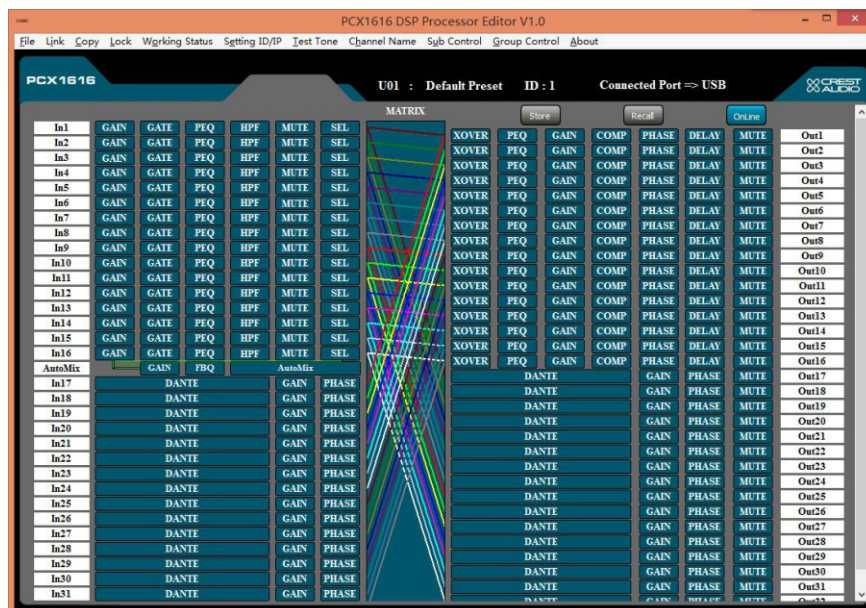 PCX1616 DSP Processor Editor V1.0
File Link Copy Lock Working Status Setting ID/IP Test Tone Channel Name Sub Control Group Control About
PCX1616
U01 : Default Preset ID : 1 Connected Port => USB
CREST AUDIO
MATRIX Store Recall OnLine
In1 GAIN GATE PEQ HPF MUTE SEL XOVER PEQ GAIN COMP PHASE DELAY MUTE Out1
In2 GAIN GATE PEQ HPF MUTE SEL XOVER PEQ GAIN COMP PHASE DELAY MUTE Out2
In3 GAIN GATE PEQ HPF MUTE SEL XOVER PEQ GAIN COMP PHASE DELAY MUTE Out3
In4 GAIN GATE PEQ HPF MUTE SEL XOVER PEQ GAIN COMP PHASE DELAY MUTE Out4
In5 GAIN GATE PEQ HPF MUTE SEL XOVER PEQ GAIN COMP PHASE DELAY MUTE Out5
In6 GAIN GATE PEQ HPF MUTE SEL XOVER PEQ GAIN COMP PHASE DELAY MUTE Out6
In7 GAIN GATE PEQ HPF MUTE SEL XOVER PEQ GAIN COMP PHASE DELAY MUTE Out7
In8 GAIN GATE PEQ HPF MUTE SEL XOVER PEQ GAIN COMP PHASE DELAY MUTE Out8
In9 GAIN GATE PEQ HPF MUTE SEL XOVER PEQ GAIN COMP PHASE DELAY MUTE Out9
In10 GAIN GATE PEQ HPF MUTE SEL XOVER PEQ GAIN COMP PHASE DELAY MUTE Out10
In11 GAIN GATE PEQ HPF MUTE SEL XOVER PEQ GAIN COMP PHASE DELAY MUTE Out11
In12 GAIN GATE PEQ HPF MUTE SEL XOVER PEQ GAIN COMP PHASE DELAY MUTE Out12
In13 GAIN GATE PEQ HPF MUTE SEL XOVER PEQ GAIN COMP PHASE DELAY MUTE Out13
In14 GAIN GATE PEQ HPF MUTE SEL XOVER PEQ GAIN COMP PHASE DELAY MUTE Out14
In15 GAIN GATE PEQ HPF MUTE SEL XOVER PEQ GAIN COMP PHASE DELAY MUTE Out15
In16 GAIN GATE PEQ HPF MUTE SEL XOVER PEQ GAIN COMP PHASE DELAY MUTE Out16
AutoMix GAIN FBQ AutoMix DANTE GAIN PHASE MUTE Out17
In17 DANTE GAIN PHASE DANTE GAIN PHASE MUTE Out18
In18 DANTE GAIN PHASE DANTE GAIN PHASE MUTE Out19
In19 DANTE GAIN PHASE DANTE GAIN PHASE MUTE Out20
In20 DANTE GAIN PHASE DANTE GAIN PHASE MUTE Out21
In21 DANTE GAIN PHASE DANTE GAIN PHASE MUTE Out22
In22 DANTE GAIN PHASE DANTE GAIN PHASE MUTE Out23
In23 DANTE GAIN PHASE DANTE GAIN PHASE MUTE Out24
In24 DANTE GAIN PHASE DANTE GAIN PHASE MUTE Out25
In25 DANTE GAIN PHASE DANTE GAIN PHASE MUTE Out26
In26 DANTE GAIN PHASE DANTE GAIN PHASE MUTE Out27
In27 DANTE GAIN PHASE DANTE GAIN PHASE MUTE Out28
In28 DANTE GAIN PHASE DANTE GAIN PHASE MUTE Out29
In29 DANTE GAIN PHASE DANTE GAIN PHASE MUTE Out30
In30 DANTE GAIN PHASE DANTE GAIN PHASE MUTE Out31
In31 DANTE GAIN PHASE